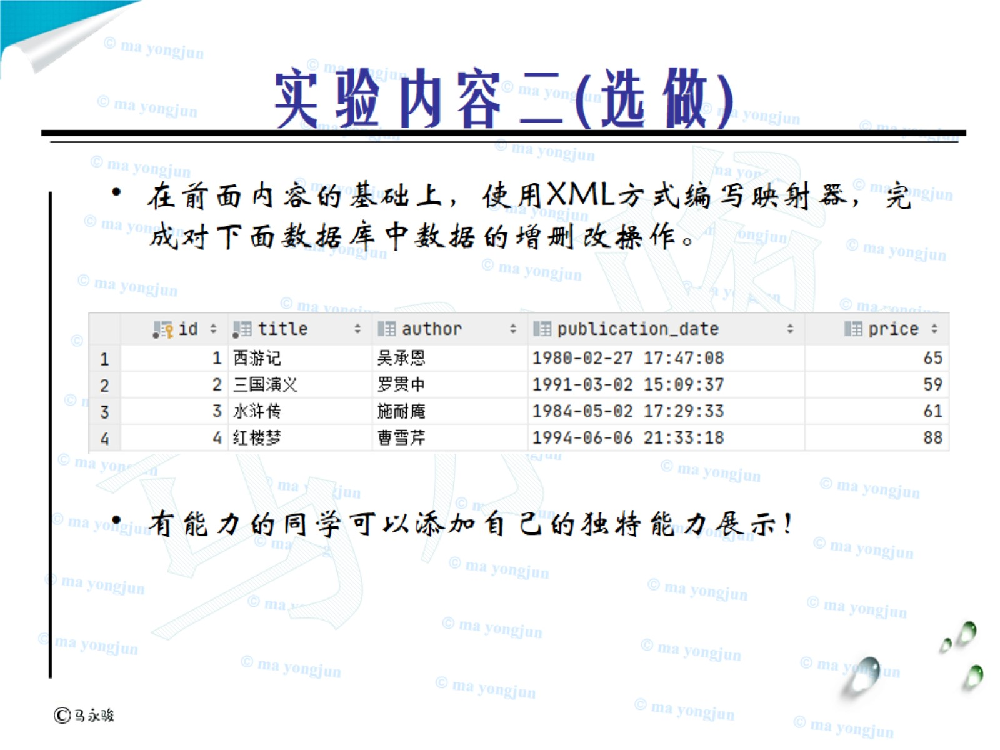 实验内容二(选做)
• 在前面内容的基础上，使用XML方式编写映射器，完
成对下面数据库中数据的增删改操作。
id title author publication_date price
1 1 西游记 吴承恩 1980-02-27 17:47:08 65
2 2 三国演义 罗贯中 1991-03-02 15:09:37 59
3 3 水浒传 施耐庵 1984-05-02 17:29:33 61
4 4 红楼梦 曹雪芹 1994-06-06 21:33:18 88
• 有能力的同学可以添加自己的独特能力展示！
©马永骏
© ma yongjun